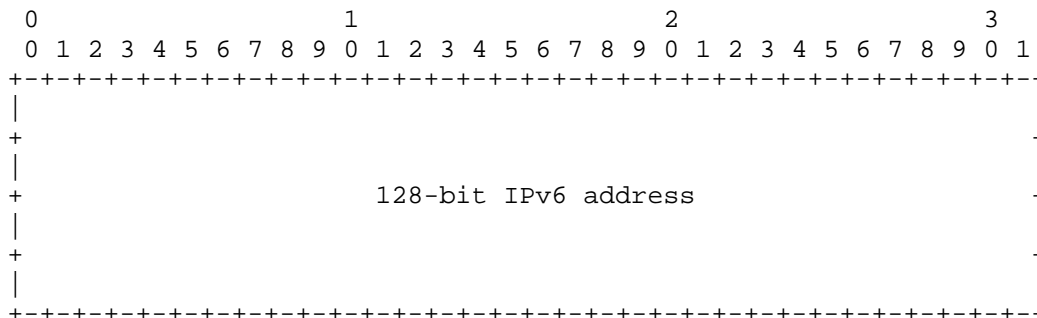 0                   1                   2                   3
 0 1 2 3 4 5 6 7 8 9 0 1 2 3 4 5 6 7 8 9 0 1 2 3 4 5 6 7 8 9 0 1
+-+-+-+-+-+-+-+-+-+-+-+-+-+-+-+-+-+-+-+-+-+-+-+-+-+-+-+-+-+-+-+--
|
+                                                               -
|
+                      128-bit IPv6 address                     -
|
+                                                               -
|
+-+-+-+-+-+-+-+-+-+-+-+-+-+-+-+-+-+-+-+-+-+-+-+-+-+-+-+-+-+-+-+--